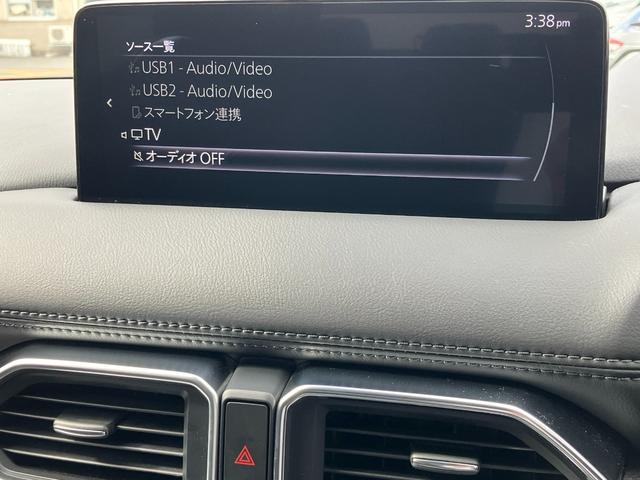 3:38pm
ソース一覧
USB1 - Audio/Video
USB2 - Audio/Video
スマートフォン連携
TV
オーディオ OFF